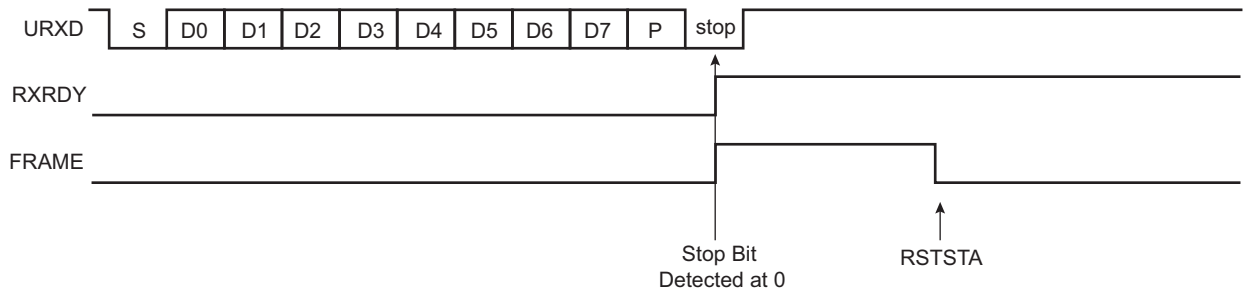 URXD S D0 D1 D2 D3 D4 D5 D6 D7 P stop
RXRDY
FRAME
Stop Bit
Detected at 0
RSTSTA